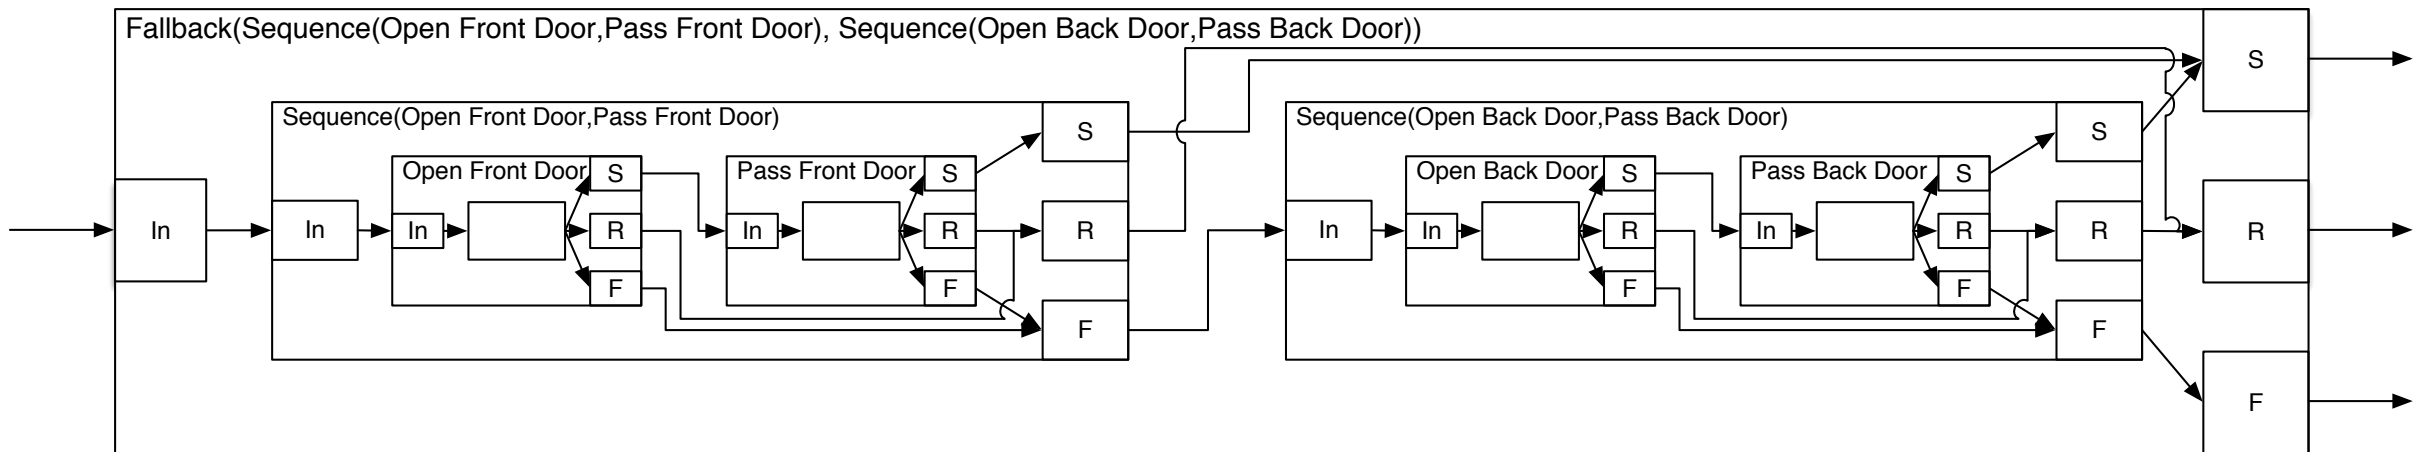 Fallback(Sequence(Open Front Door,Pass Front Door), Sequence(Open Back Door,Pass Back Door))
S
Sequence(Open Front Door,Pass Front Door)
S
Sequence(Open Back Door,Pass Back Door)
S
Open Front Door
S
Pass Front Door
S
Open Back Door
S
Pass Back Door
S
In
In
In
R
In
R
R
In
In
R
In
R
R
R
F
F
F
F
F
F
F